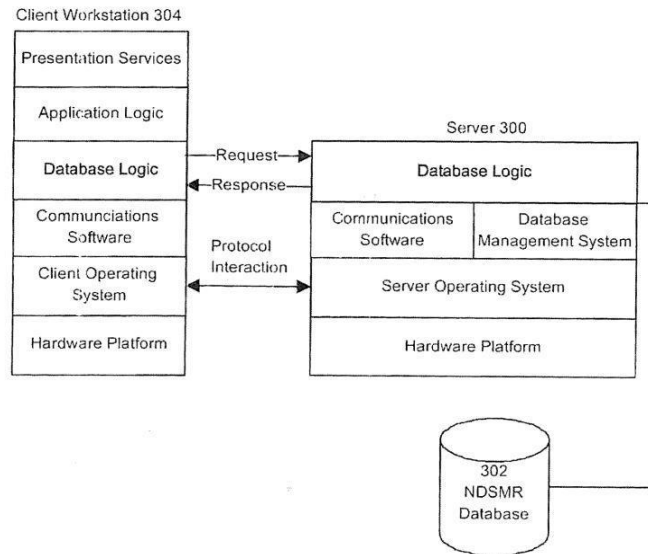 Client Workstation 304
Presentation Services
Application Logic
Database Logic
Communciations
Software
Client Operating
System
Hardware Platform
Request
Response
Protocol
Interaction
Server 300
Database Logic
Communications
Software
Database
Management System
Server Operating System
Hardware Platform
302
NDSMR
Database